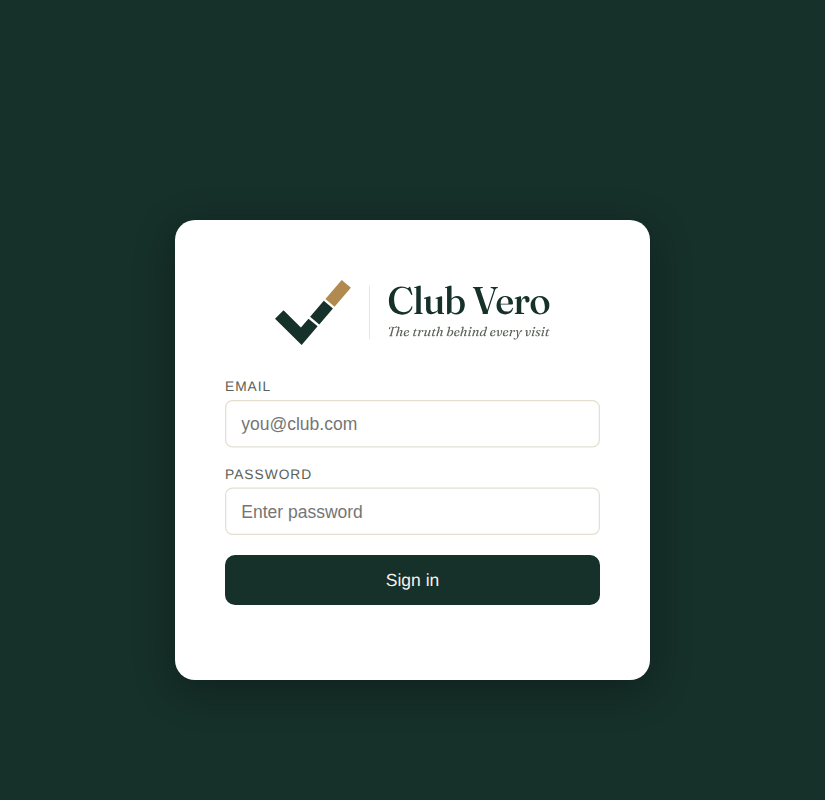 Club Vero
The truth behind every visit
EMAIL
you@club.com
PASSWORD
Enter password
Sign in